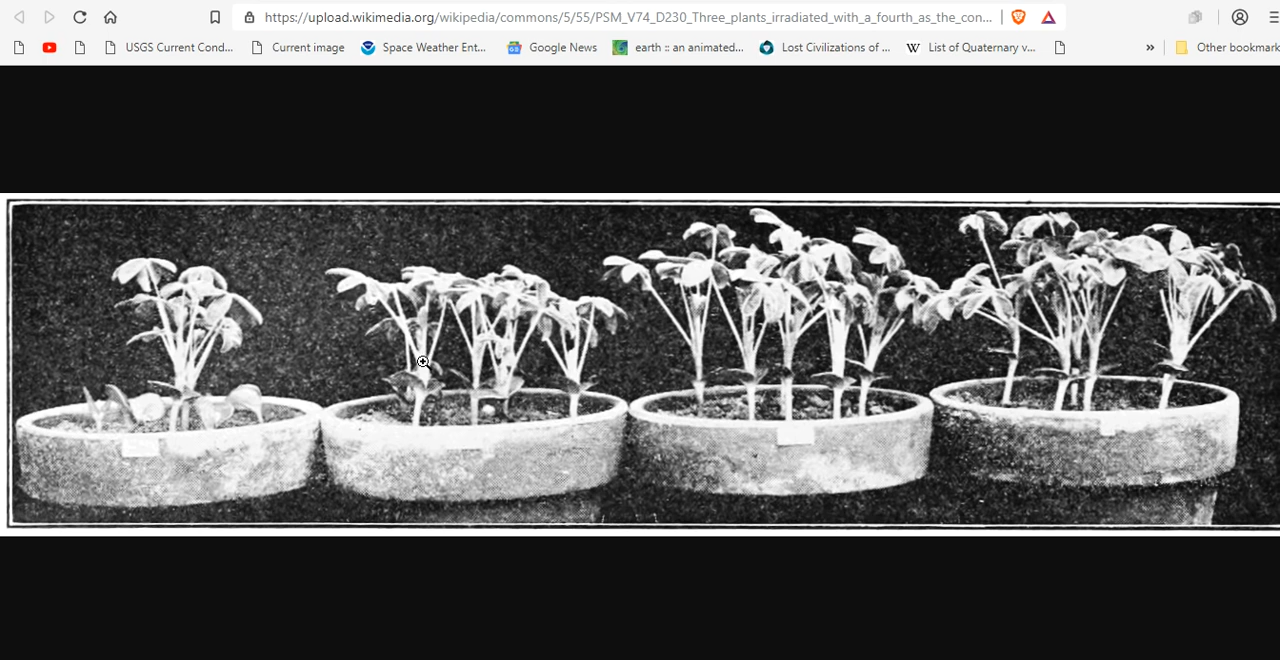 https://upload.wikimedia.org/wikipedia/commons/5/55/PSM_V74_D230_Three_plants_irradiated_with_a_fourth_as_the_con...
USGS Current Cond... Current image Space Weather Ent... Google News earth :: an animated... Lost Civilizations of ... W List of Quaternary v... » Other bookmark